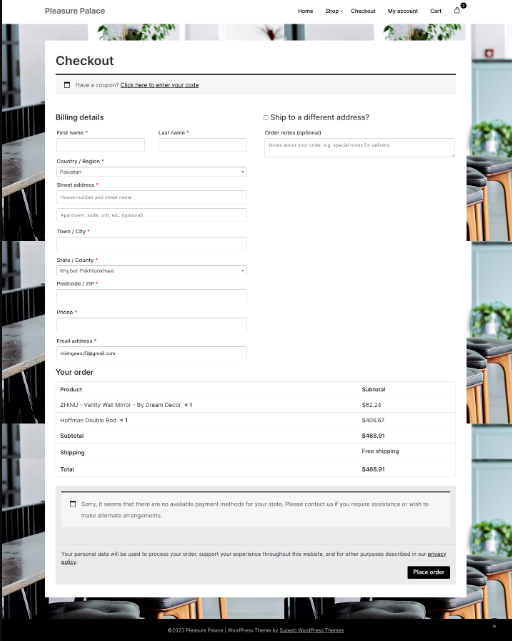 Pleasure Palace
Home Shop Checkout My account Cart 2
Checkout
Have a coupon? Click here to enter your code
Billing details
First name *
Last name *
Country / Region *
Pakistan
Street address *
House number and street name
Apartment, suite, unit, etc. (optional)
Town / City *
State / County *
Khyber Pakhtunkhwa
Postcode / ZIP *
Phone *
Email address *
Ship to a different address?
Order notes (optional)
Notes about your order, e.g. special notes for delivery.
Your order
Product Subtotal
ZHINU - Vanity Wall Mirror - By Dream Decor × 1 $62.24
Hoffman Double Bed × 1 $406.67
Subtotal $468.91
Shipping Free shipping
Total $468.91
Sorry, it seems that there are no available payment methods for your state. Please contact us if you require assistance or wish to
make alternate arrangements.
Your personal data will be used to process your order, support your experience throughout this website, and for other purposes described in our privacy
policy.
Place order
©2023 Pleasure Palace | WordPress Theme by Superb WordPress Themes